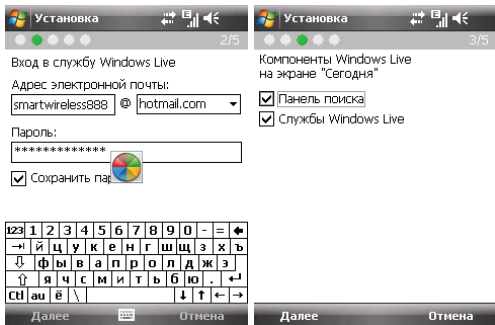 Установка
2/5
Вход в службу Windows Live
Адрес электронной почты:
smartwireless888 @ hotmail.com
Пароль:
*************
Сохранить пар
123 1 2 3 4 5 6 7 8 9 0 - =
й ц у к е н г ш щ з х ъ
ф ы в а п р о л д ж э
я ч с м и т ь б ю .
Ctl au ё \
Далее Отмена
Установка
3/5
Компоненты Windows Live
на экране "Сегодня"
Панель поиска
Службы Windows Live
Далее Отмена